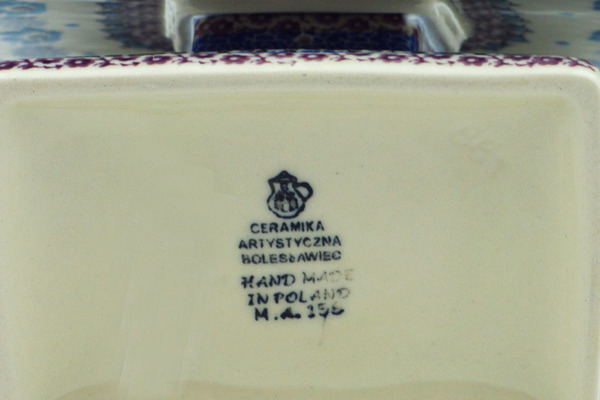 CERAMIKA
ARTYSTYCZNA
BOLESŁAWIEC
HAND MADE
IN POLAND
M.A.